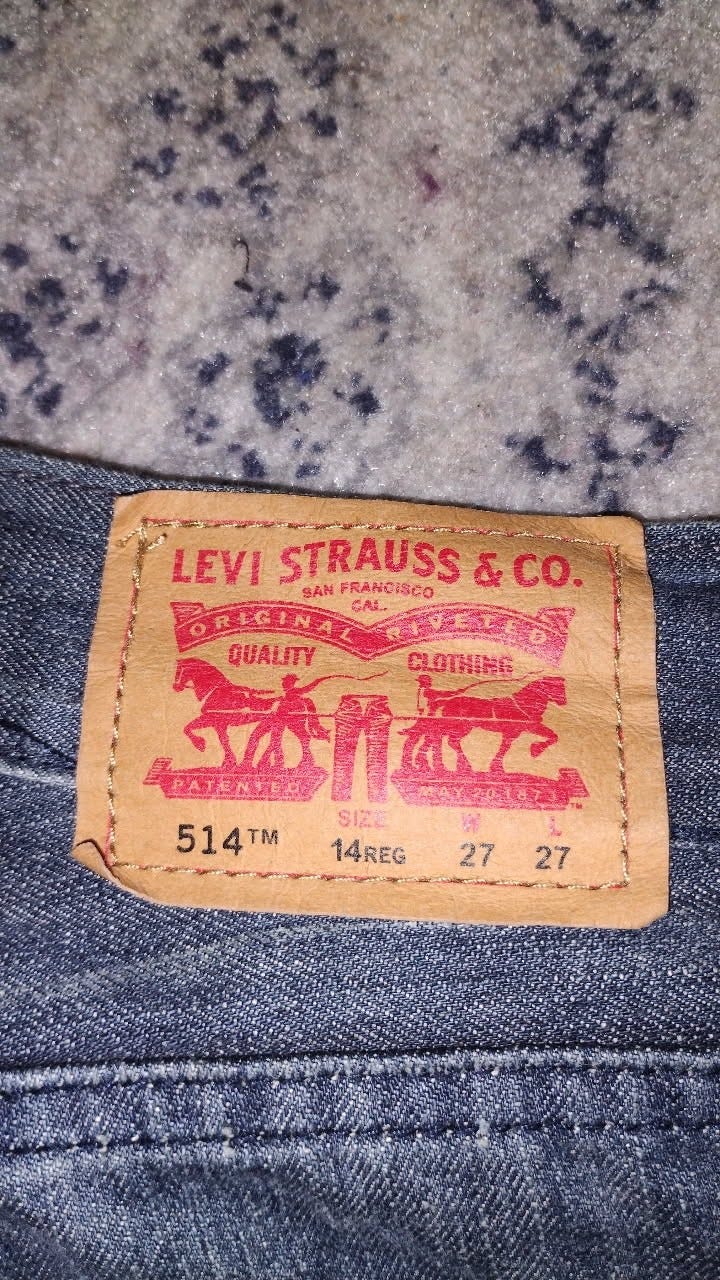 LEVI STRAUSS & CO.
SAN FRANCISCO
CAL.
ORIGINAL RIVETED
QUALITY CLOTHING
PATENTED MAY 20 1873 ™
SIZE W L
514™ 14REG 27 27